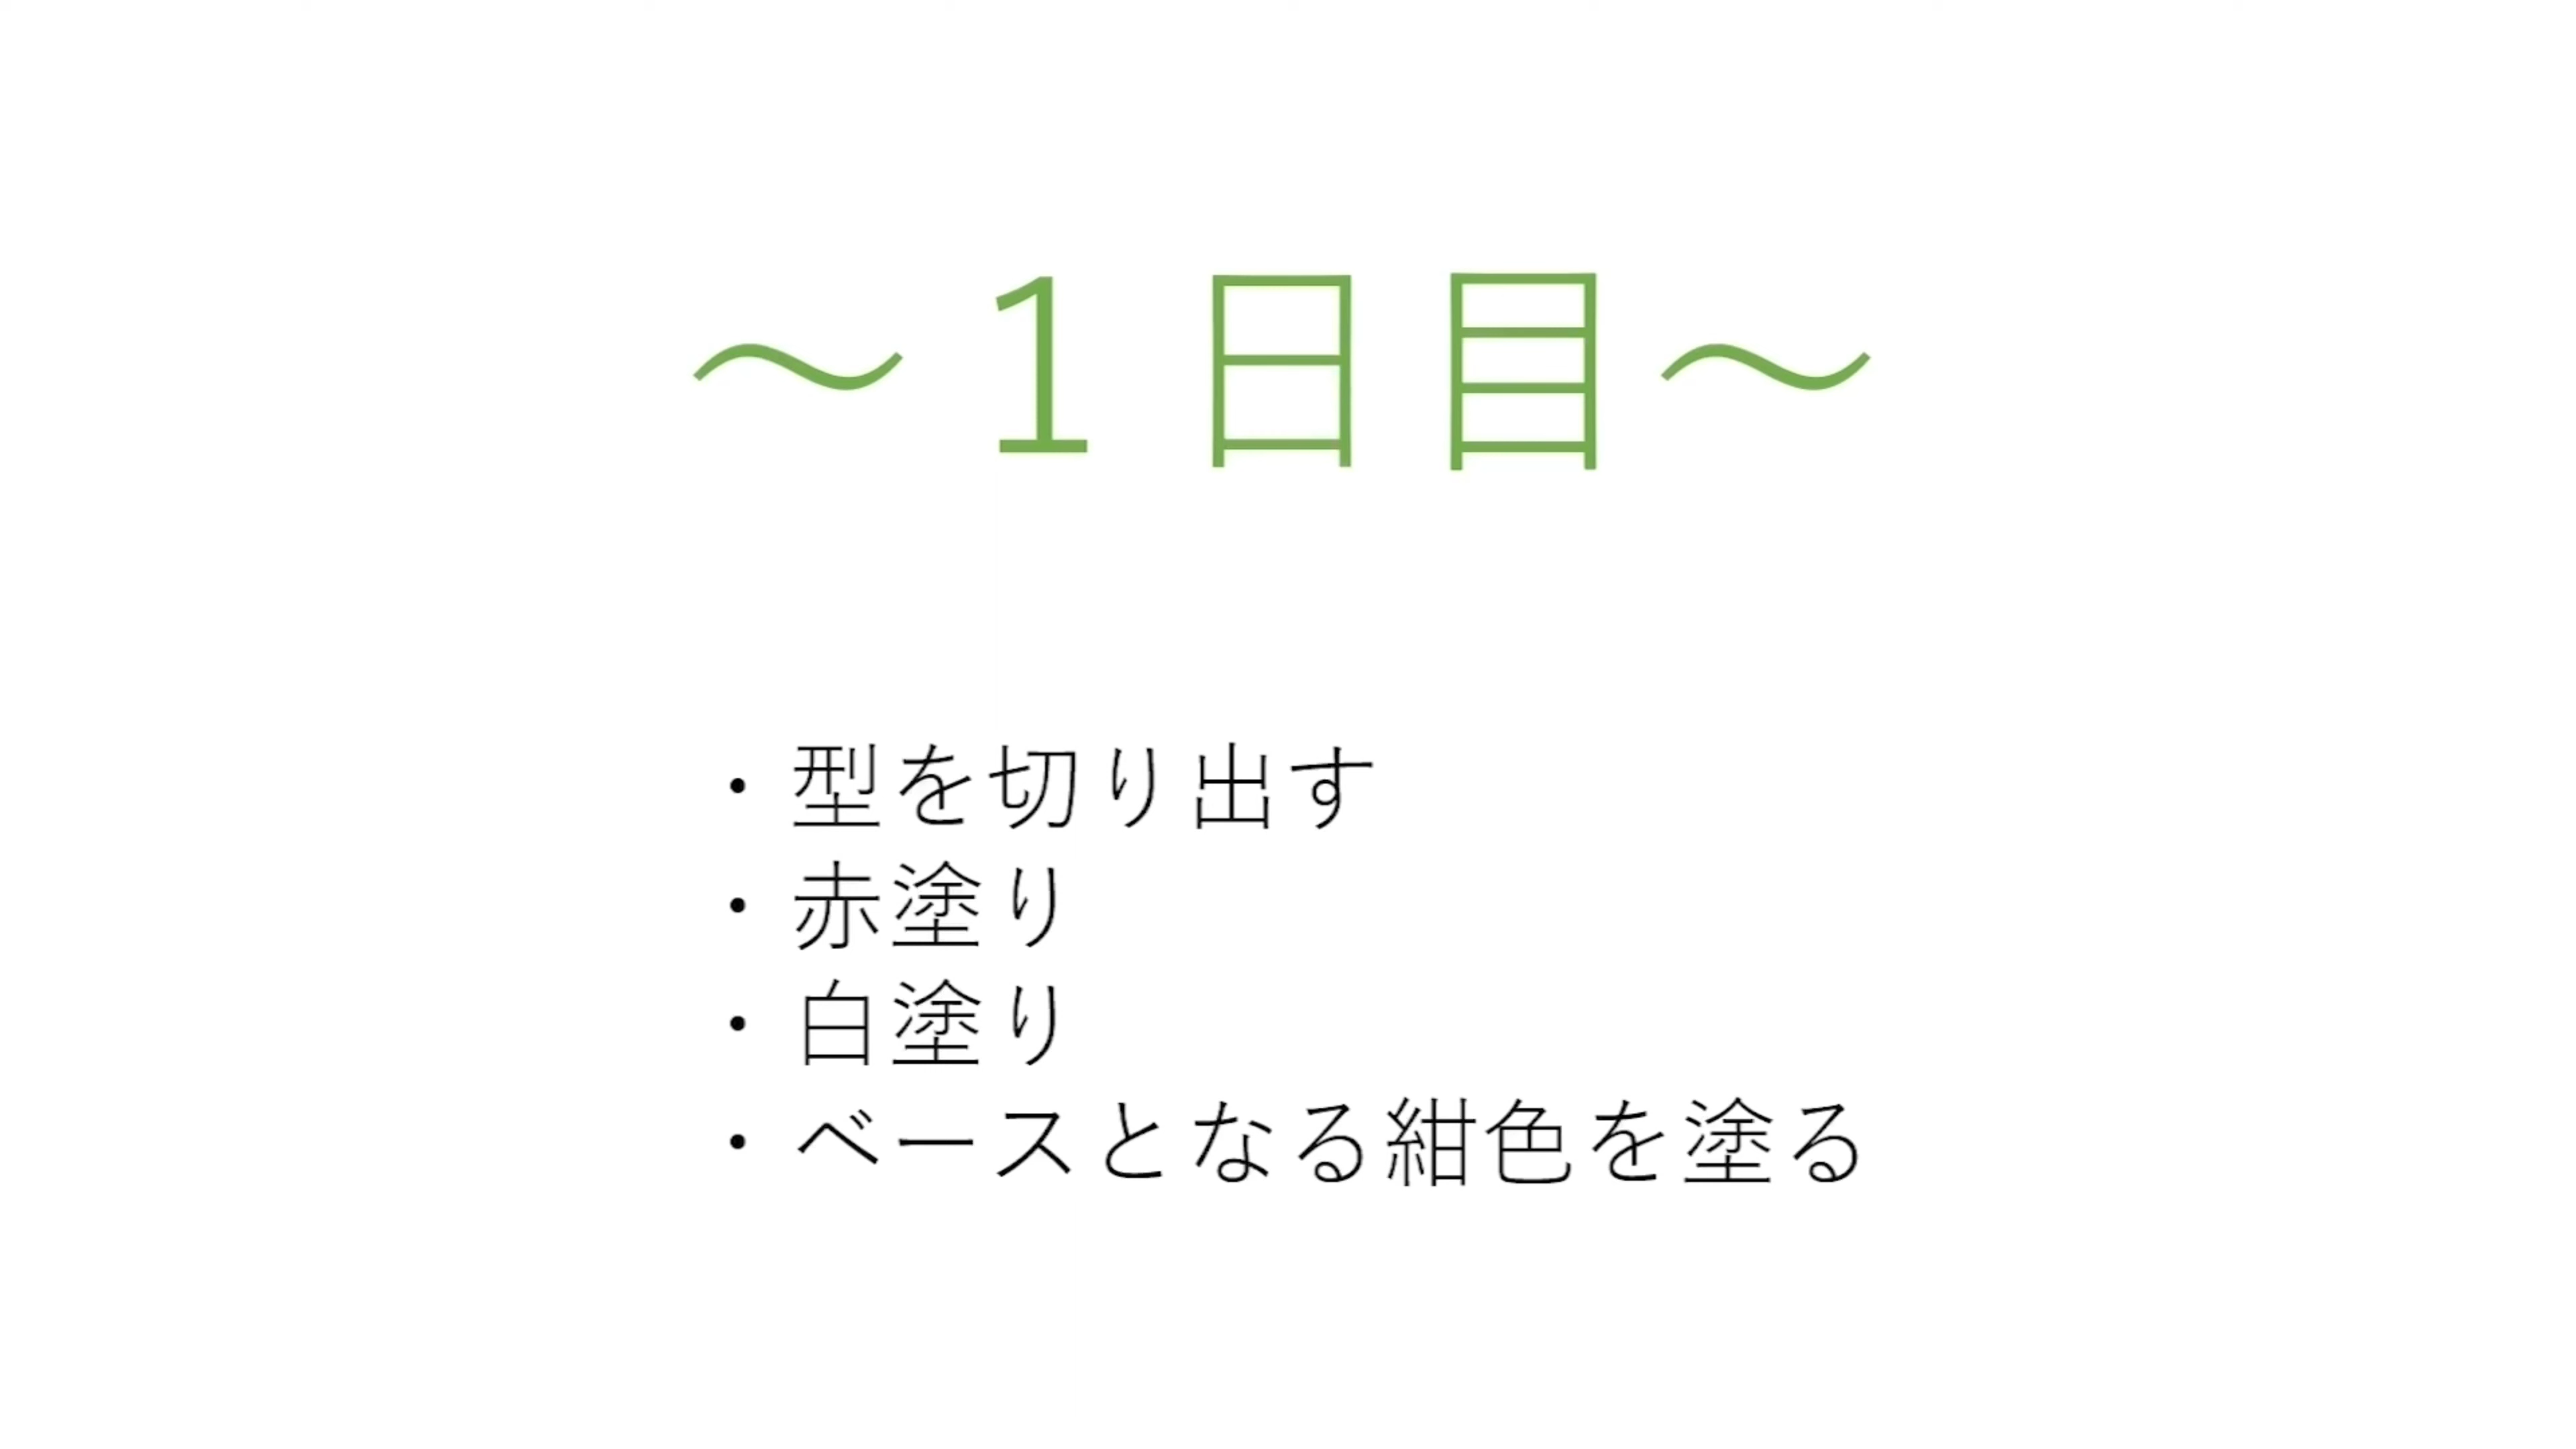 ～１日目～
・型を切り出す
・赤塗り
・白塗り
・ベースとなる紺色を塗る